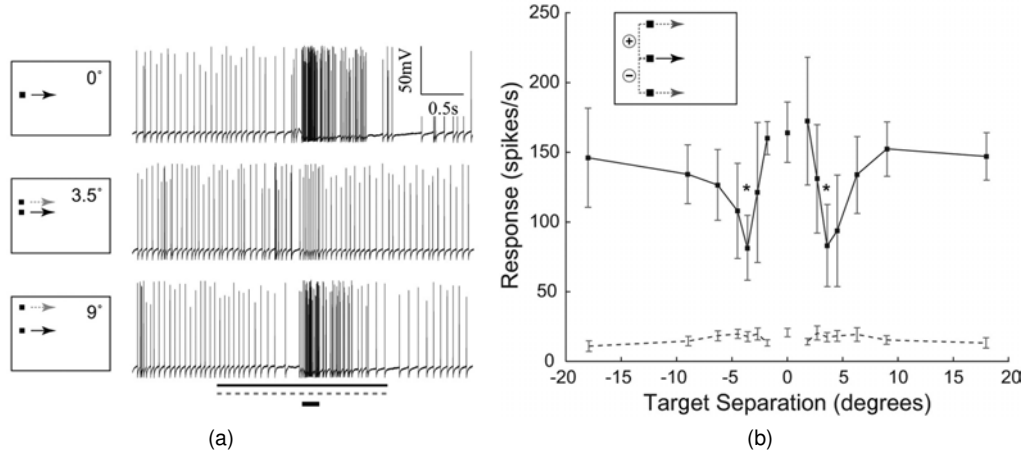 0°
50mV
0.5s
3.5°
9°
(a)
250
200
150
100
50
0
Response (spikes/s)
+
−
*
*
-20 -15 -10 -5 0 5 10 15 20
Target Separation (degrees)
(b)